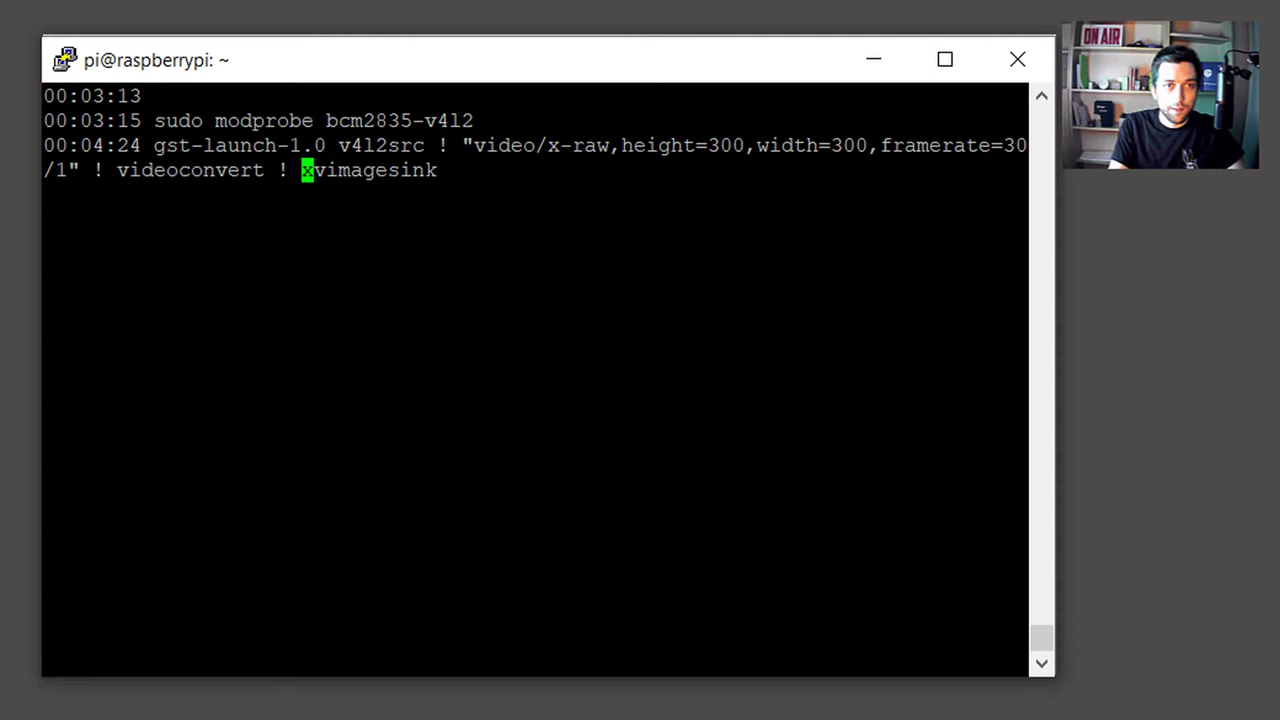 ON AIR
pi@raspberrypi: ~
00:03:13
00:03:15 sudo modprobe bcm2835-v4l2
00:04:24 gst-launch-1.0 v4l2src ! "video/x-raw,height=300,width=300,framerate=30
/1" ! videoconvert ! xvimagesink